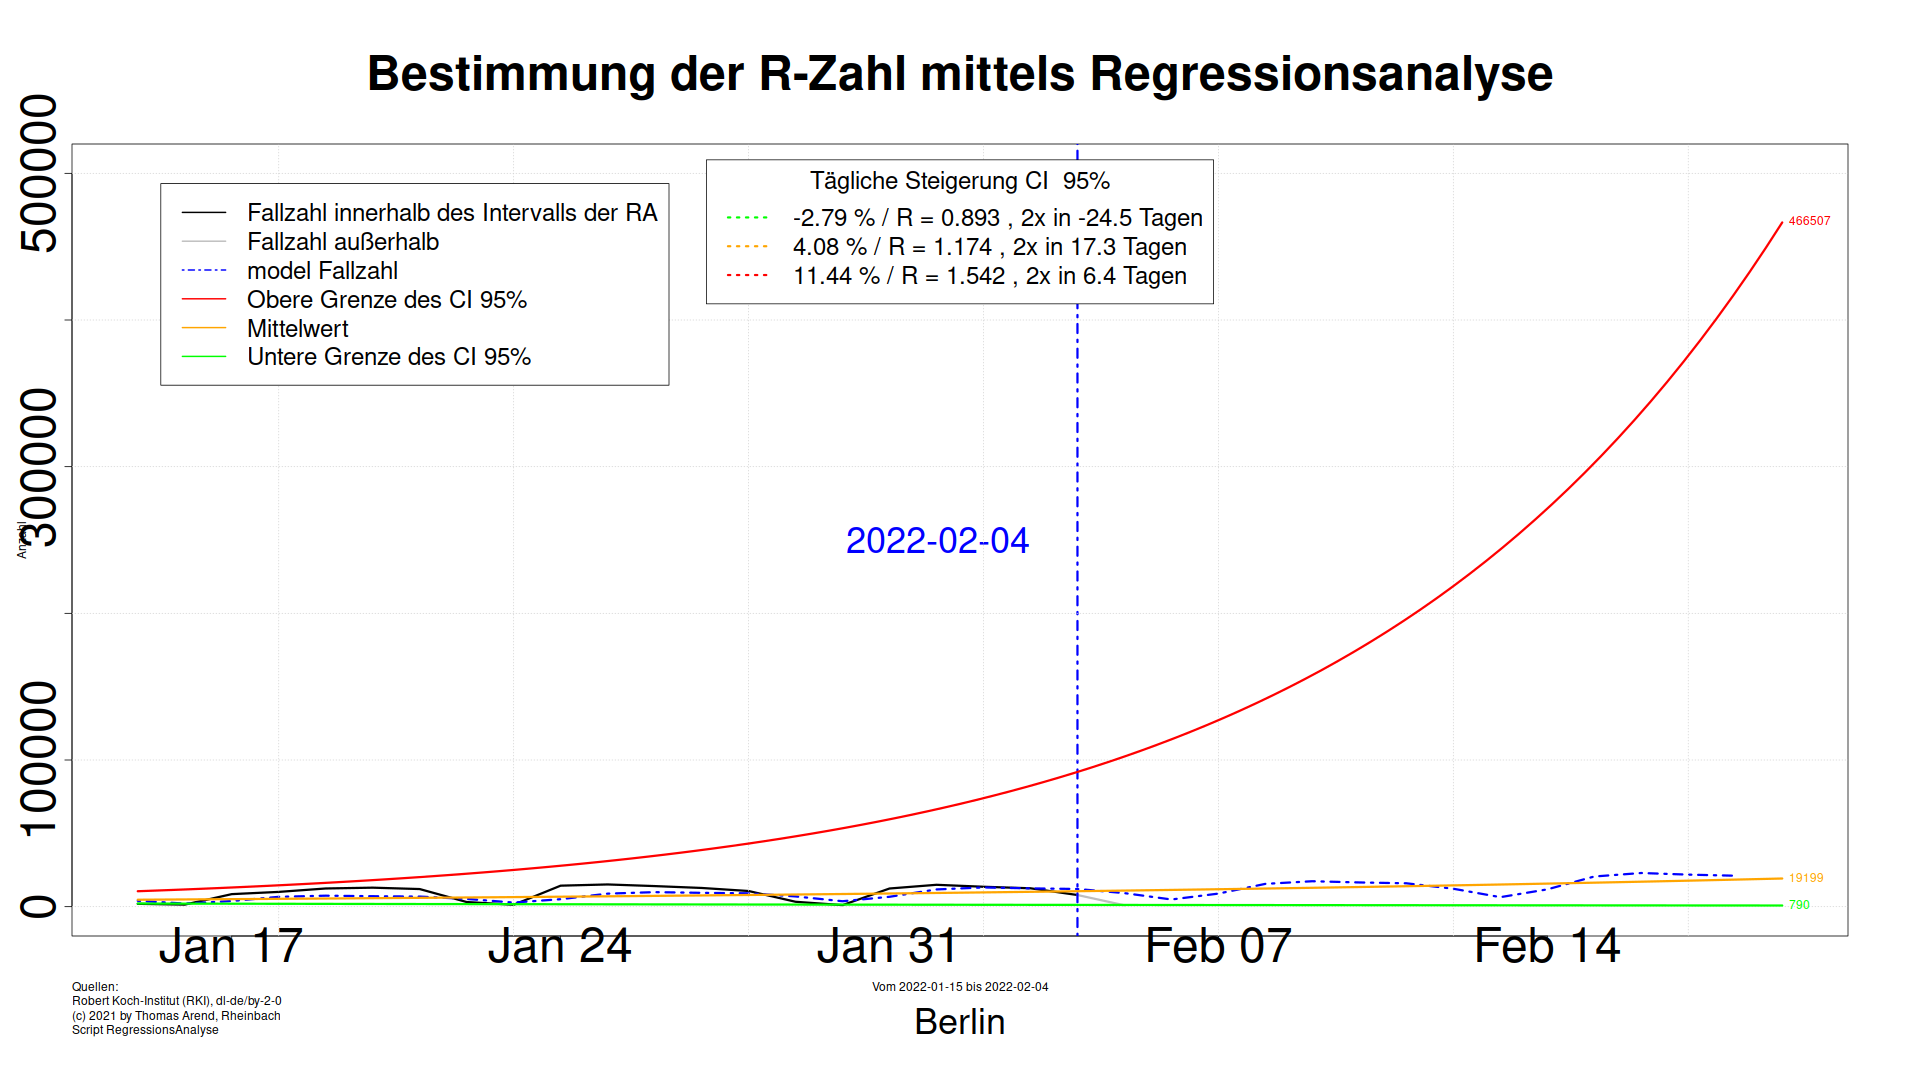 Bestimmung der R-Zahl mittels Regressionsanalyse
Fallzahl innerhalb des Intervalls der RA
Fallzahl außerhalb
model Fallzahl
Obere Grenze des CI 95%
Mittelwert
Untere Grenze des CI 95%
Tägliche Steigerung CI  95%
-2.79 % / R = 0.893 , 2x in -24.5 Tagen
4.08 % / R = 1.174 , 2x in 17.3 Tagen
11.44 % / R = 1.542 , 2x in 6.4 Tagen
500000
300000
100000
0
Anzahl
2022-02-04
466507
19199
790
Jan 17
Jan 24
Jan 31
Feb 07
Feb 14
Quellen:
Robert Koch-Institut (RKI), dl-de/by-2-0
(c) 2021 by Thomas Arend, Rheinbach
Script RegressionsAnalyse
Vom 2022-01-15 bis 2022-02-04
Berlin